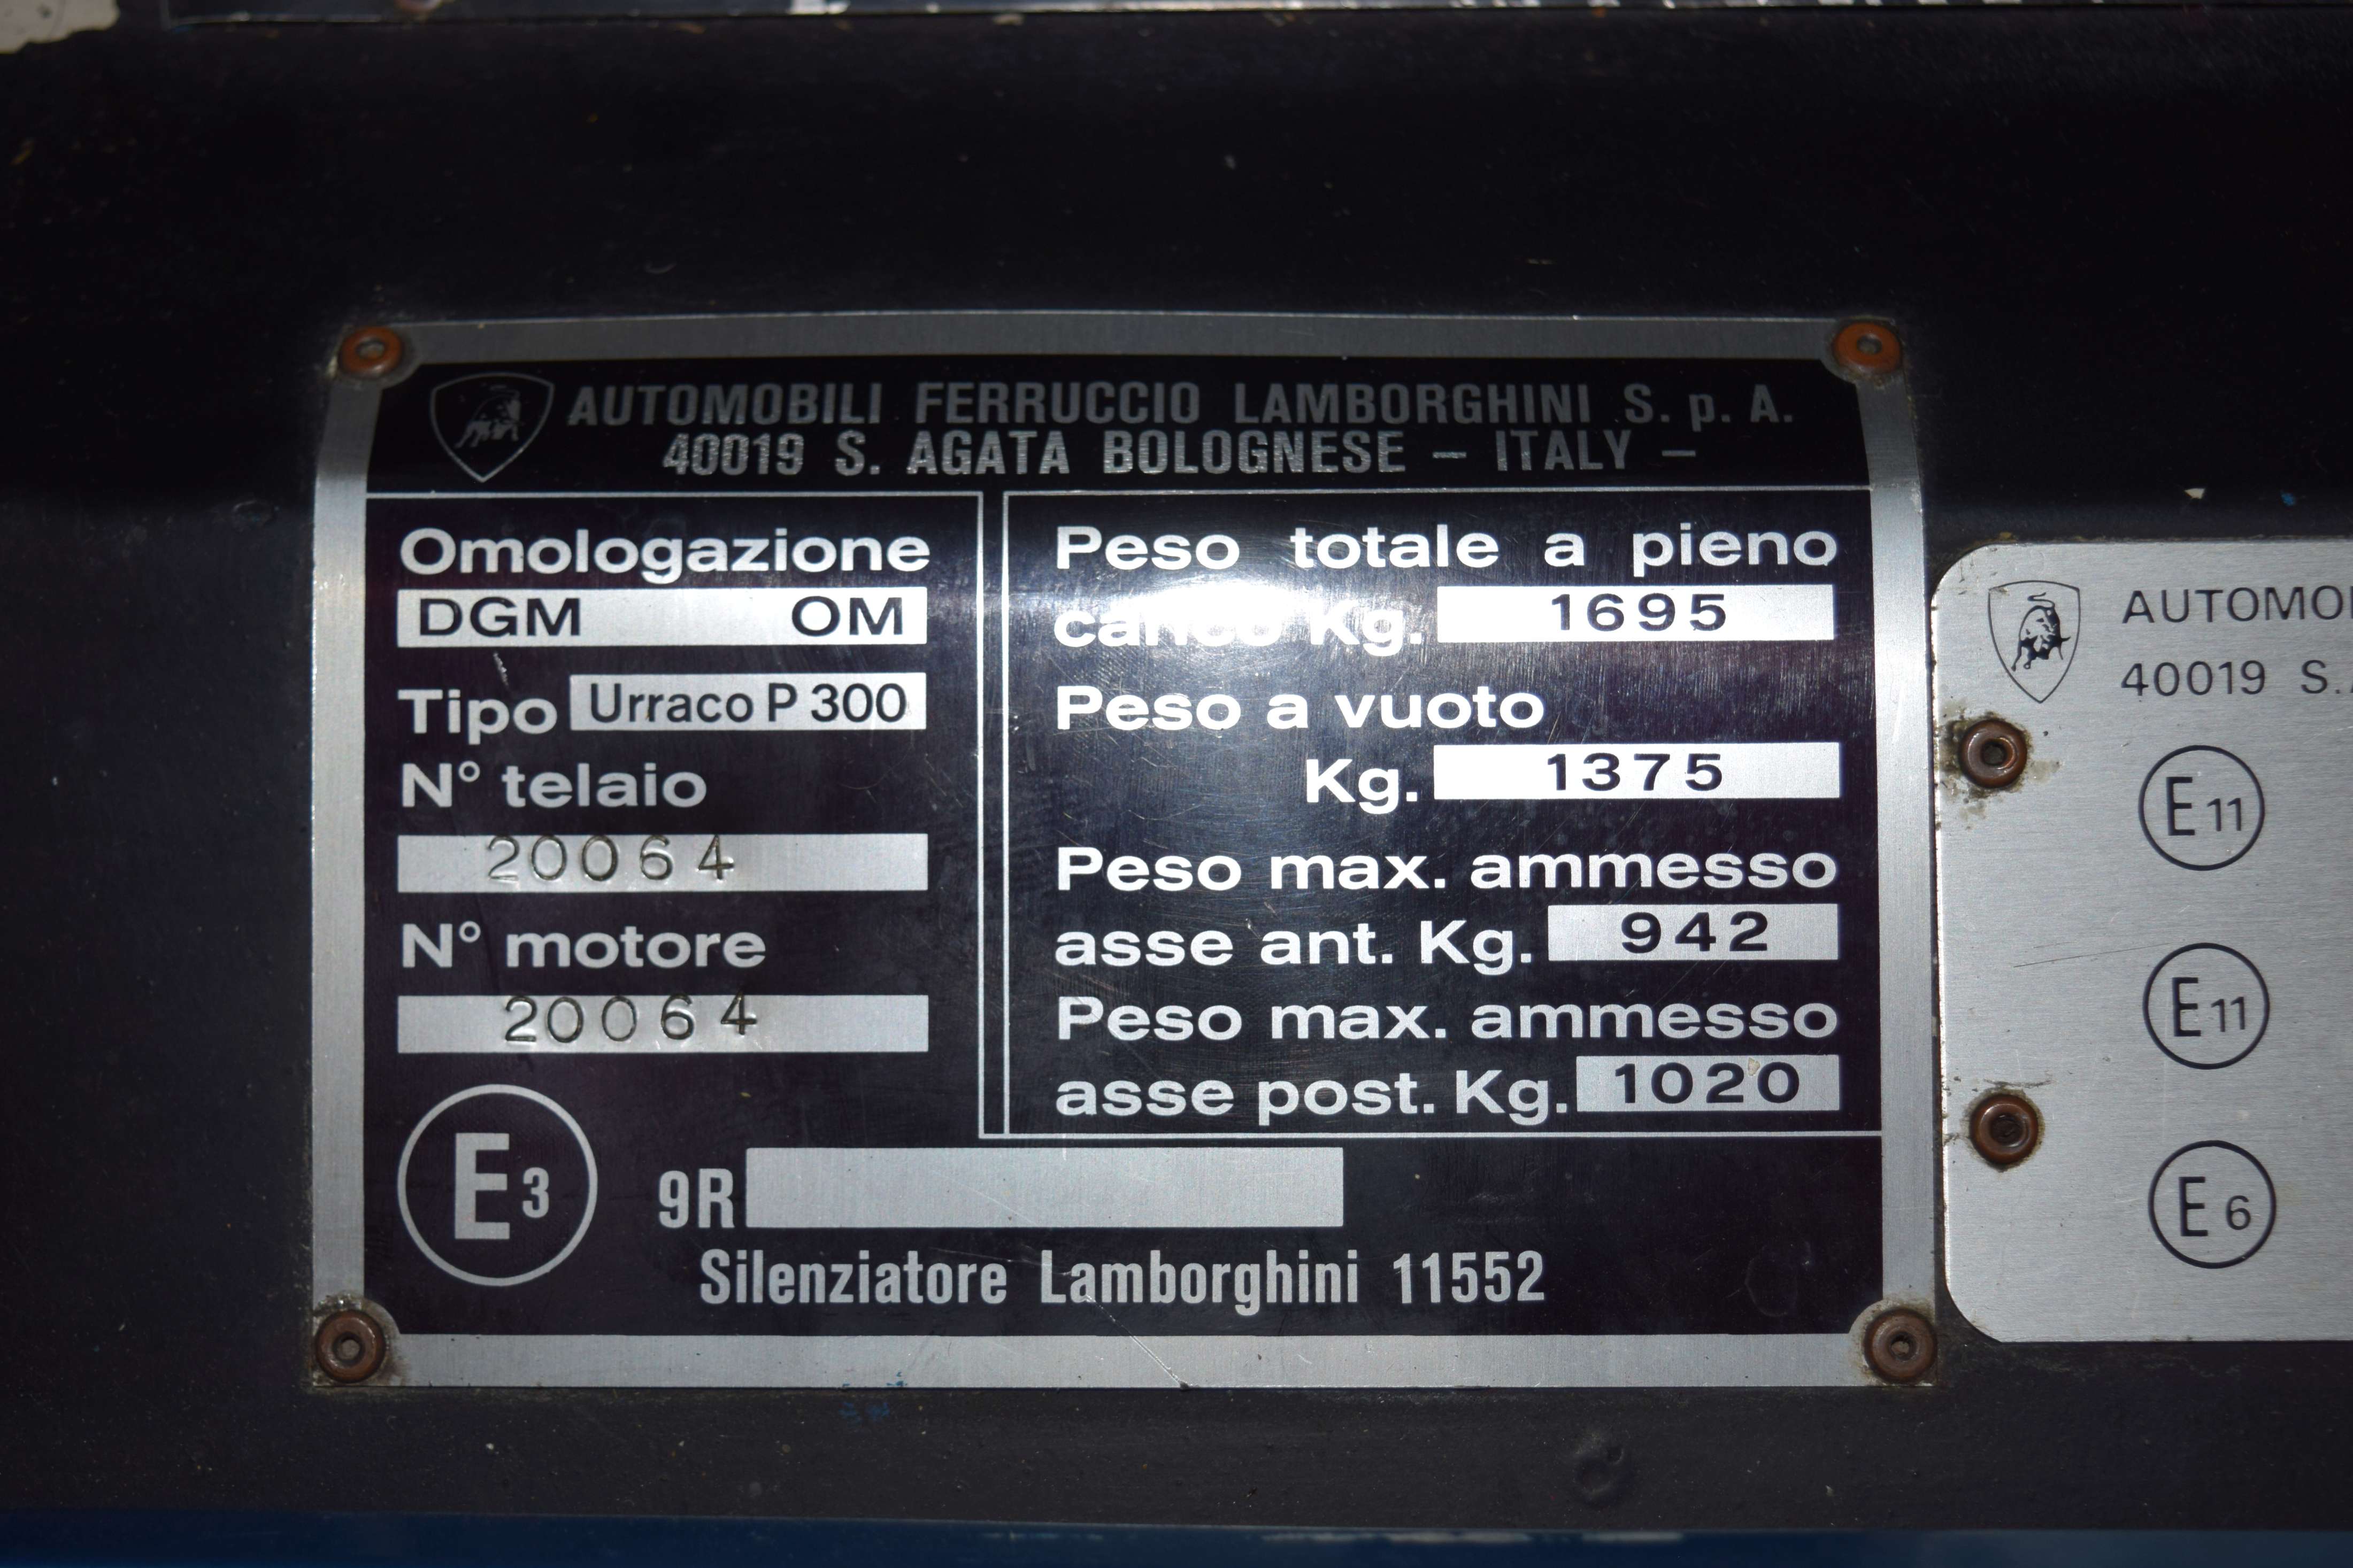 AUTOMOBILI FERRUCCIO LAMBORGHINI S. p. A.
40019 S. AGATA BOLOGNESE – ITALY –
Omologazione
DGM OM
Tipo Urraco P 300
N° telaio
20064
N° motore
20064
Peso totale a pieno
carico Kg. 1695
Peso a vuoto
Kg. 1375
Peso max. ammesso
asse ant. Kg. 942
Peso max. ammesso
asse post. Kg. 1020
E3 9R
Silenziatore Lamborghini 11552
AUTOMO
40019 S.
E11
E11
E6